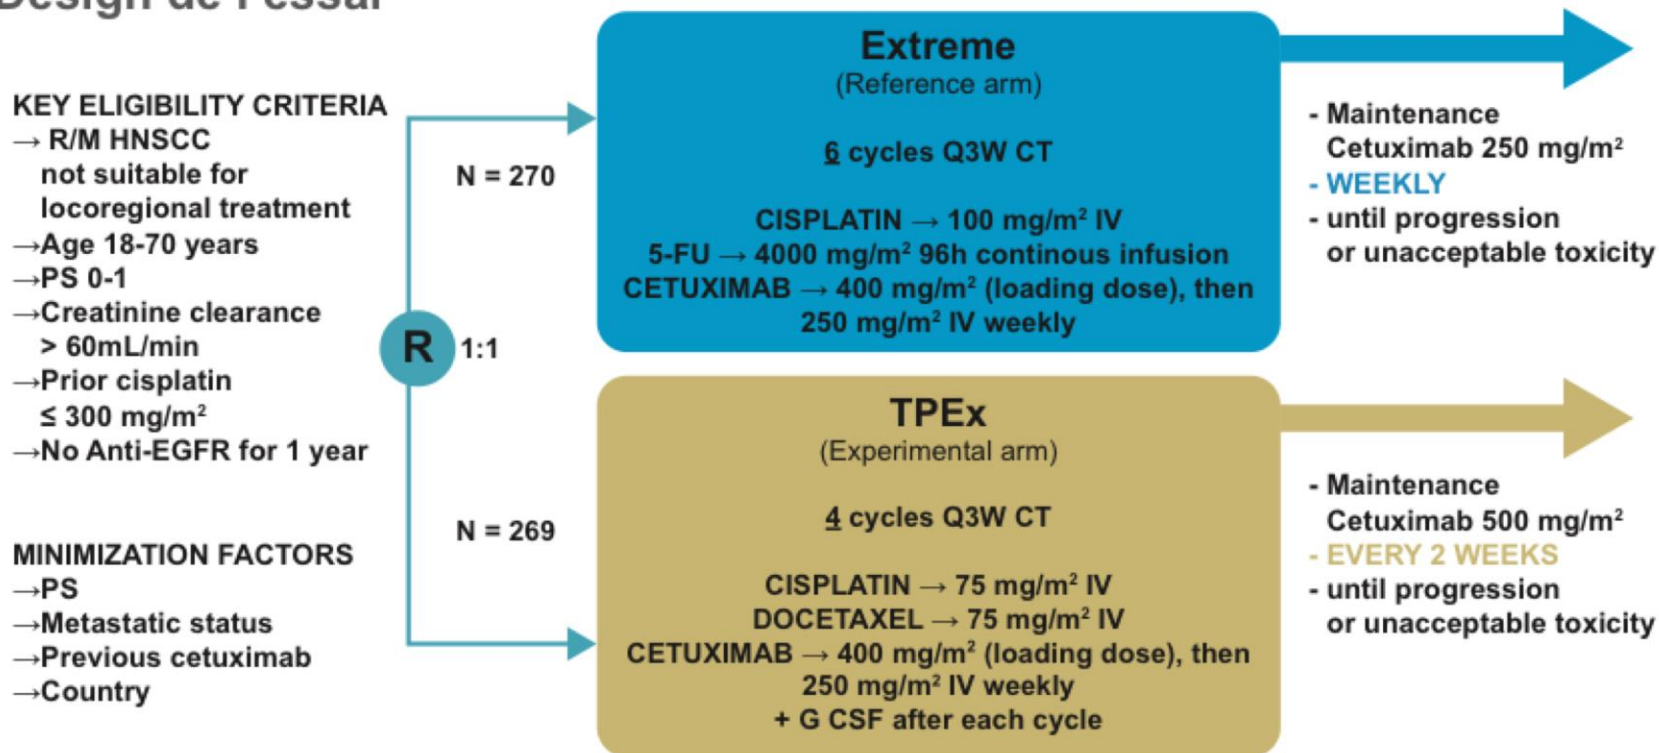 Design de l'essai
KEY ELIGIBILITY CRITERIA
→ R/M HNSCC
not suitable for
locoregional treatment
→Age 18-70 years
→PS 0-1
→Creatinine clearance
> 60mL/min
→Prior cisplatin
≤ 300 mg/m²
→No Anti-EGFR for 1 year
MINIMIZATION FACTORS
→PS
→Metastatic status
→Previous cetuximab
→Country
R 1:1
N = 270
N = 269
Extreme
(Reference arm)
6 cycles Q3W CT
CISPLATIN → 100 mg/m² IV
5-FU → 4000 mg/m² 96h continous infusion
CETUXIMAB → 400 mg/m² (loading dose), then
250 mg/m² IV weekly
- Maintenance
Cetuximab 250 mg/m²
- WEEKLY
- until progression
or unacceptable toxicity
TPEx
(Experimental arm)
4 cycles Q3W CT
CISPLATIN → 75 mg/m² IV
DOCETAXEL → 75 mg/m² IV
CETUXIMAB → 400 mg/m² (loading dose), then
250 mg/m² IV weekly
+ G CSF after each cycle
- Maintenance
Cetuximab 500 mg/m²
- EVERY 2 WEEKS
- until progression
or unacceptable toxicity